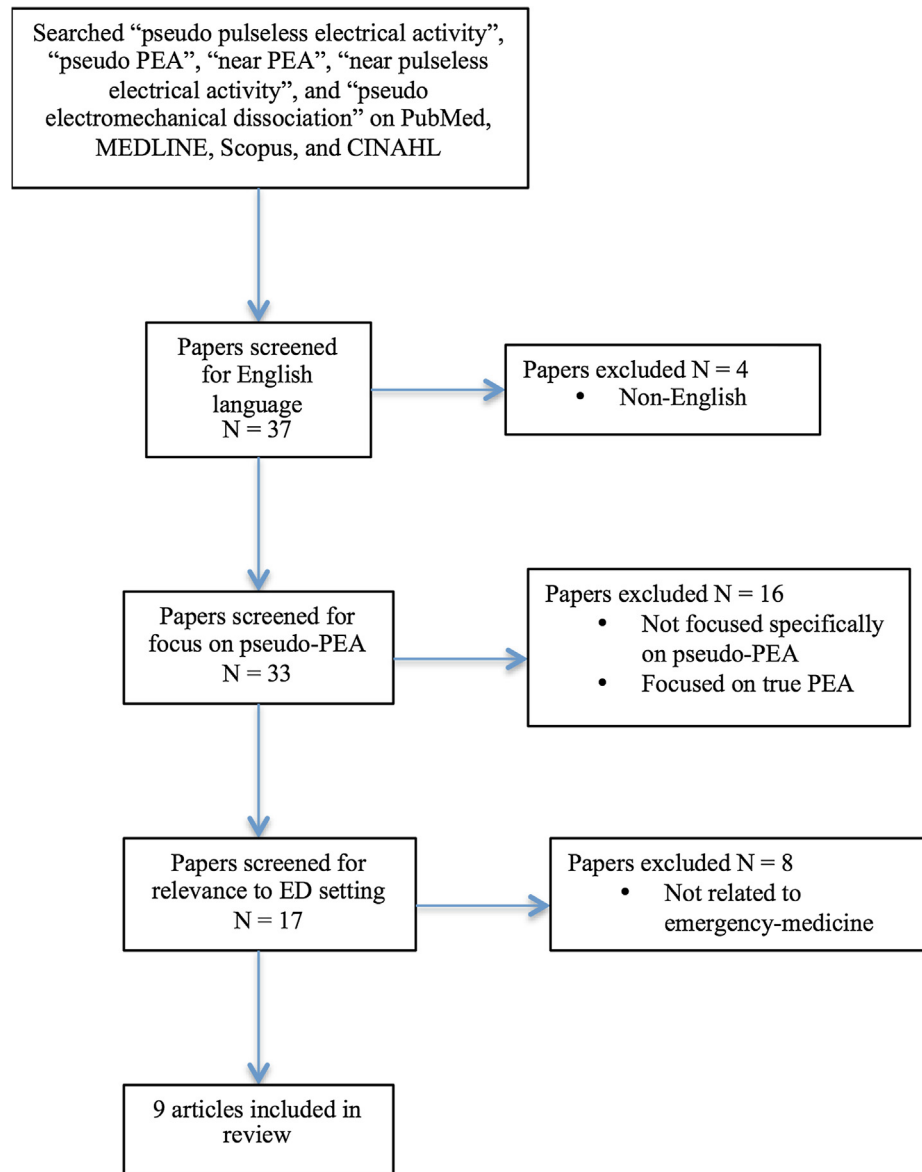 Searched “pseudo pulseless electrical activity”,
“pseudo PEA”, “near PEA”, “near pulseless
electrical activity”, and “pseudo
electromechanical dissociation” on PubMed,
MEDLINE, Scopus, and CINAHL
Papers screened
for English
language
N = 37
Papers excluded N = 4
• Non-English
Papers screened for
focus on pseudo-PEA
N = 33
Papers excluded N = 16
• Not focused specifically
on pseudo-PEA
• Focused on true PEA
Papers screened for
relevance to ED setting
N = 17
Papers excluded N = 8
• Not related to
emergency-medicine
9 articles included in
review